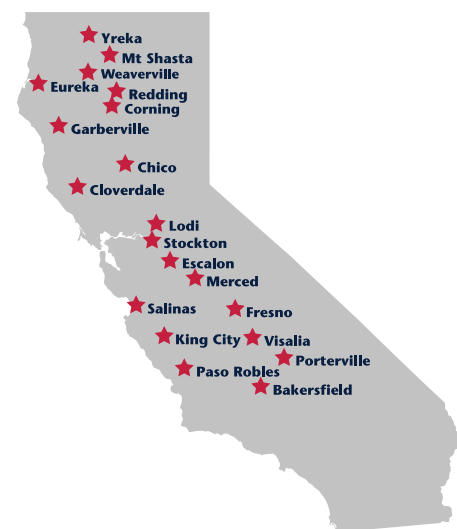 Yreka
Mt Shasta
Weaverville
Eureka
Redding
Corning
Garberville
Chico
Cloverdale
Lodi
Stockton
Escalon
Merced
Salinas
Fresno
King City
Visalia
Porterville
Paso Robles
Bakersfield